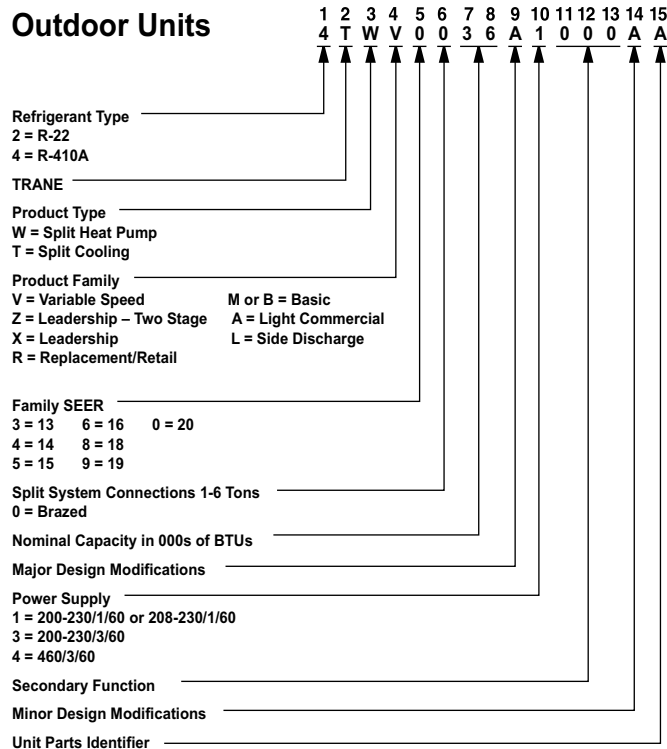 Outdoor Units
1 2 3 4 5 6 7 8 9 10 11 12 13 14 15
4 T W V 0 0 3 6 A 1 0 0 0 A A
Refrigerant Type
2 = R-22
4 = R-410A
TRANE
Product Type
W = Split Heat Pump
T = Split Cooling
Product Family
V = Variable Speed M or B = Basic
Z = Leadership – Two Stage A = Light Commercial
X = Leadership L = Side Discharge
R = Replacement/Retail
Family SEER
3 = 13 6 = 16 0 = 20
4 = 14 8 = 18
5 = 15 9 = 19
Split System Connections 1-6 Tons
0 = Brazed
Nominal Capacity in 000s of BTUs
Major Design Modifications
Power Supply
1 = 200-230/1/60 or 208-230/1/60
3 = 200-230/3/60
4 = 460/3/60
Secondary Function
Minor Design Modifications
Unit Parts Identifier